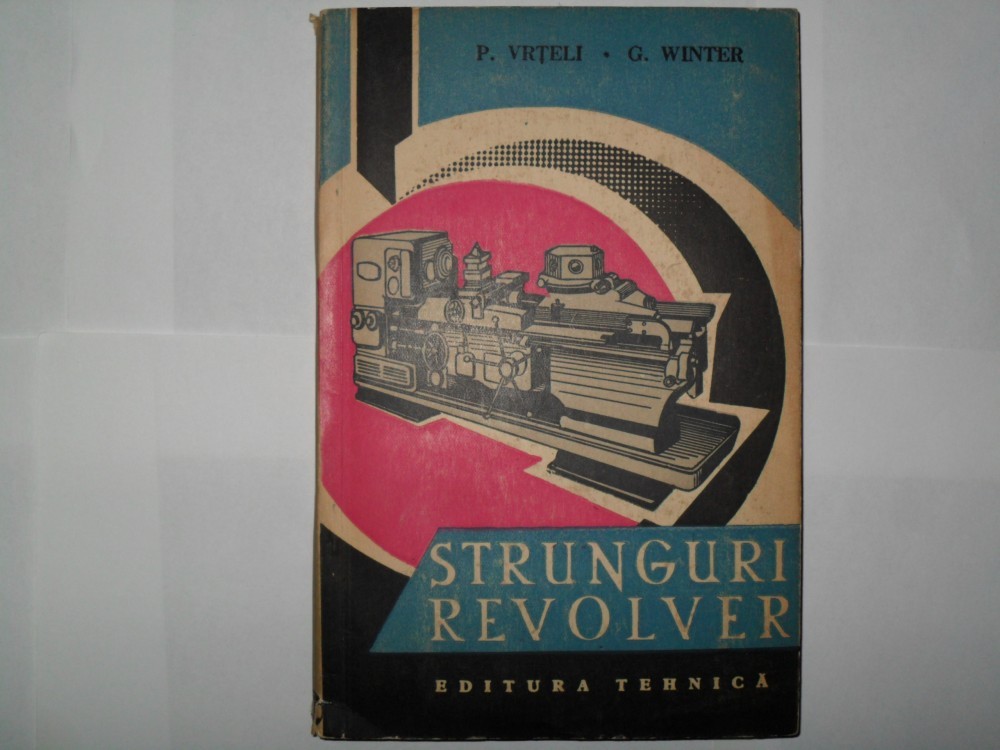 P. VRȚELI • G. WINTER
STRUNGURI
REVOLVER
EDITURA TEHNICĂ